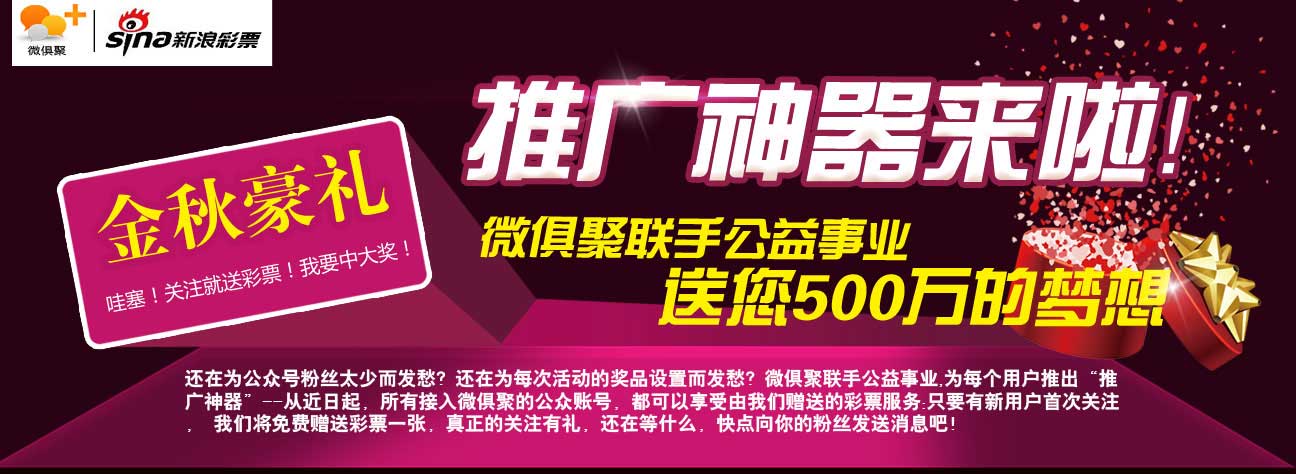 微俱聚
sina新浪彩票
推广神器来啦!
金秋豪礼
哇塞！关注就送彩票！我要中大奖！
微俱聚联手公益事业
送您500万的梦想
还在为公众号粉丝太少而发愁？还在为每次活动的奖品设置而发愁？微俱聚联手公益事业,为每个用户推出“推
广神器”--从近日起，所有接入微俱聚的公众账号，都可以享受由我们赠送的彩票服务.只要有新用户首次关注
， 我们将免费赠送彩票一张，真正的关注有礼，还在等什么，快点向你的粉丝发送消息吧！